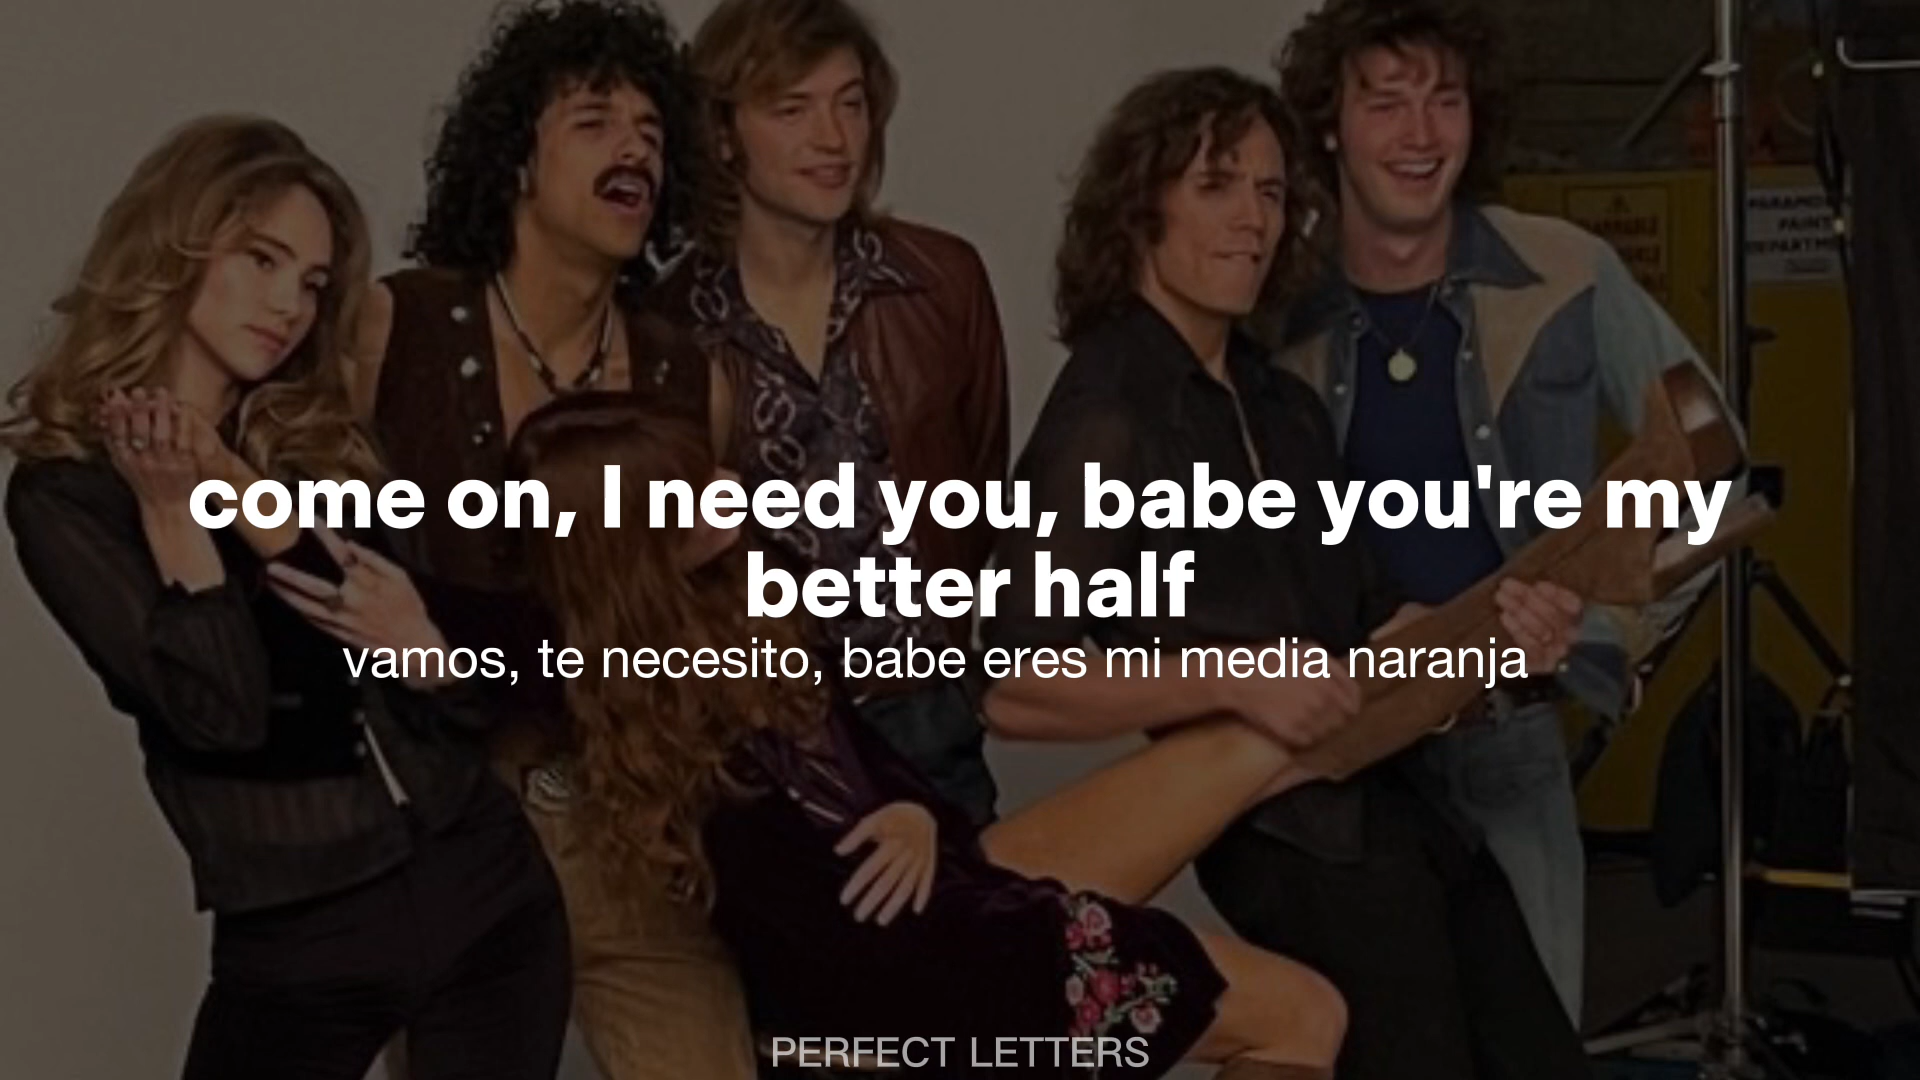 come on, I need you, babe you're my
better half
vamos, te necesito, babe eres mi media naranja
PERFECT LETTERS